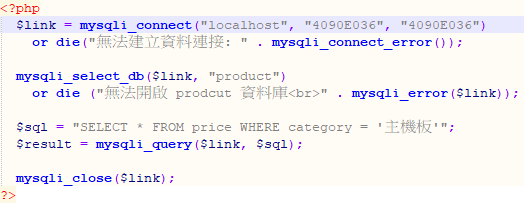 <?php
$link = mysqli_connect("localhost", "4090E036", "4090E036")
or die("無法建立資料連接: " . mysqli_connect_error());
mysqli_select_db($link, "product")
or die ("無法開啟 prodcut 資料庫<br>" . mysqli_error($link));
$sql = "SELECT * FROM price WHERE category = '主機板'";
$result = mysqli_query($link, $sql);
mysqli_close($link);
?>